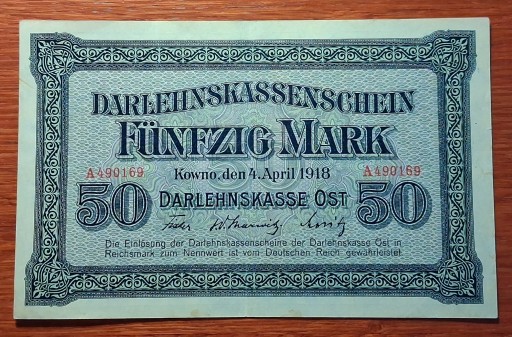 DARLEHNSKASSENSCHEIN
FÜNFZIG MARK
Kowno, den 4. April 1918
A490169 A490169
50 DARLEHNSKASSE OST 50
Die Einlösung der Darlehnskassenscheine der Darlehnskasse Ost in
Reichsmark zum Nennwert ist vom Deutschen Reich gewährleistet